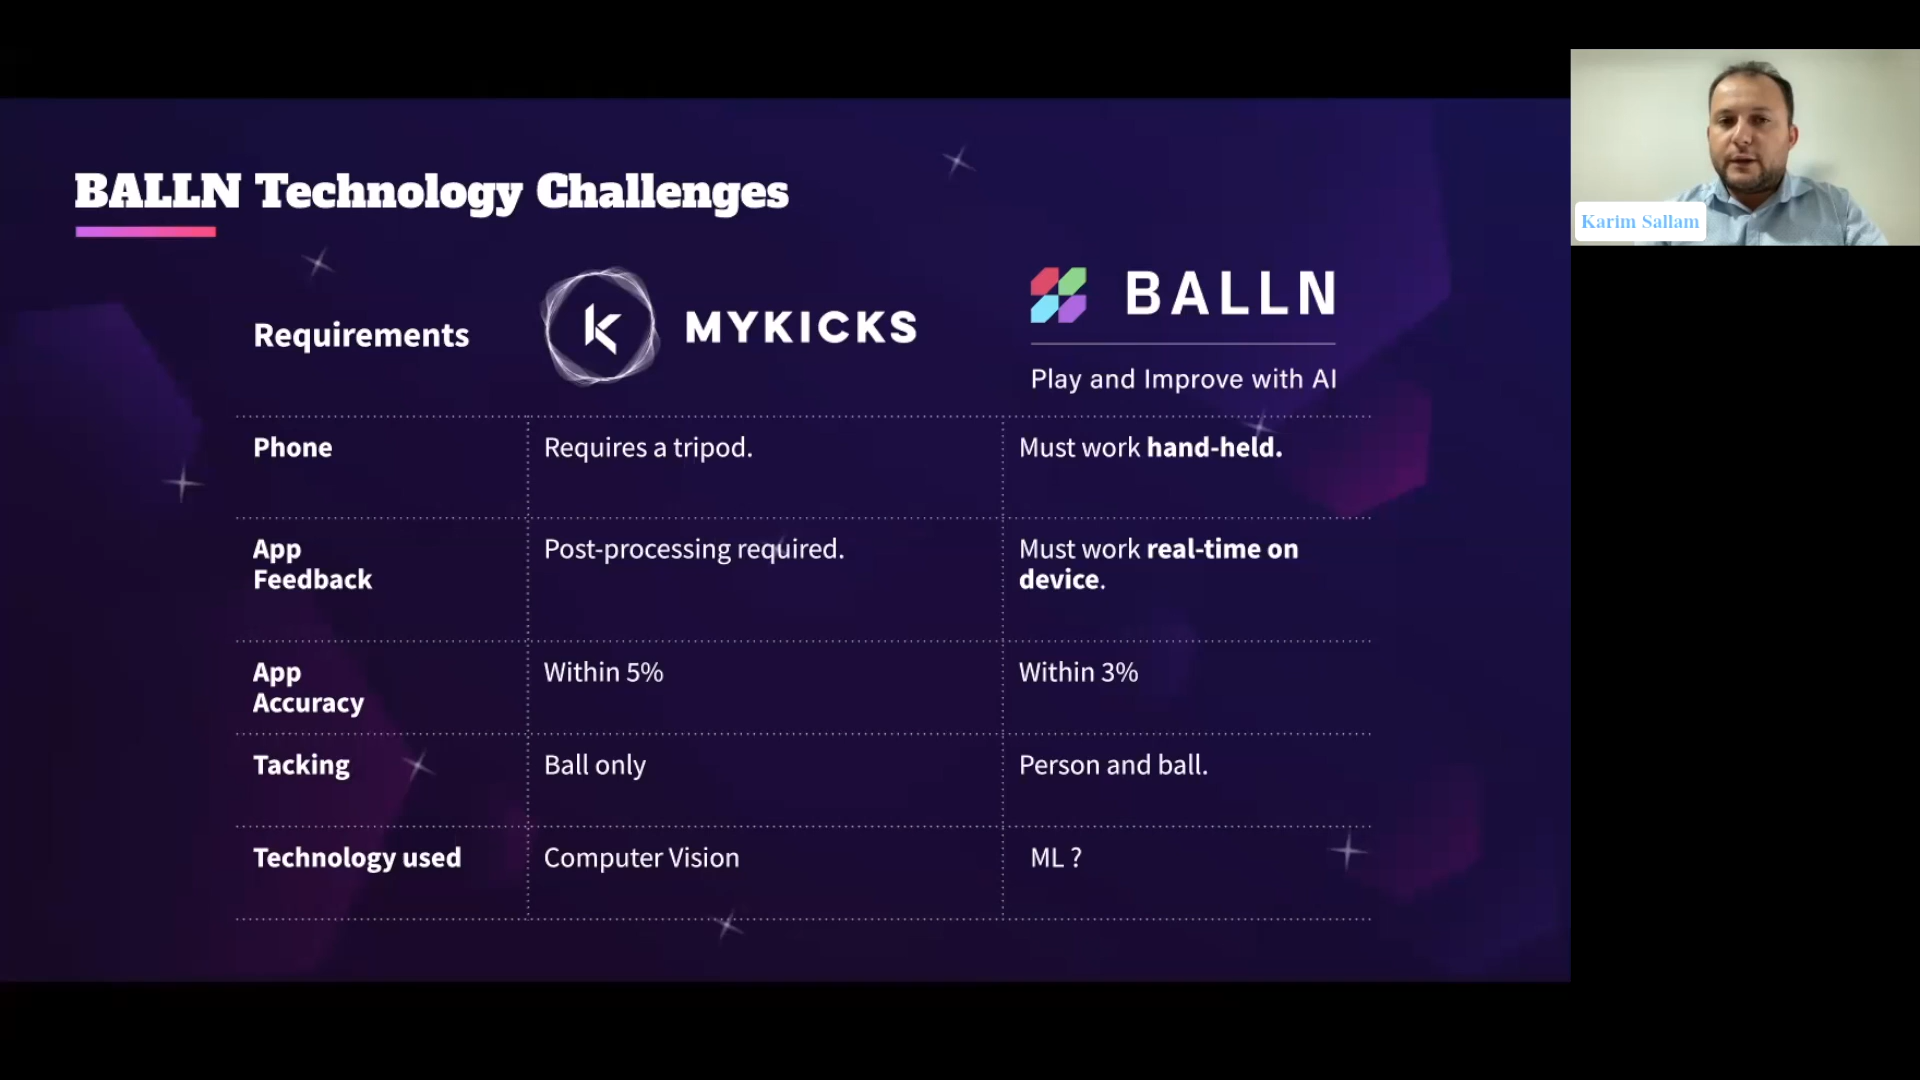 BALLN Technology Challenges
Karim Sallam
Requirements
K MYKICKS
BALLN
Play and Improve with AI
Phone
Requires a tripod.
Must work hand-held.
App
Feedback
Post-processing required.
Must work real-time on
device.
App
Accuracy
Within 5%
Within 3%
Tacking
Ball only
Person and ball.
Technology used
Computer Vision
ML ?